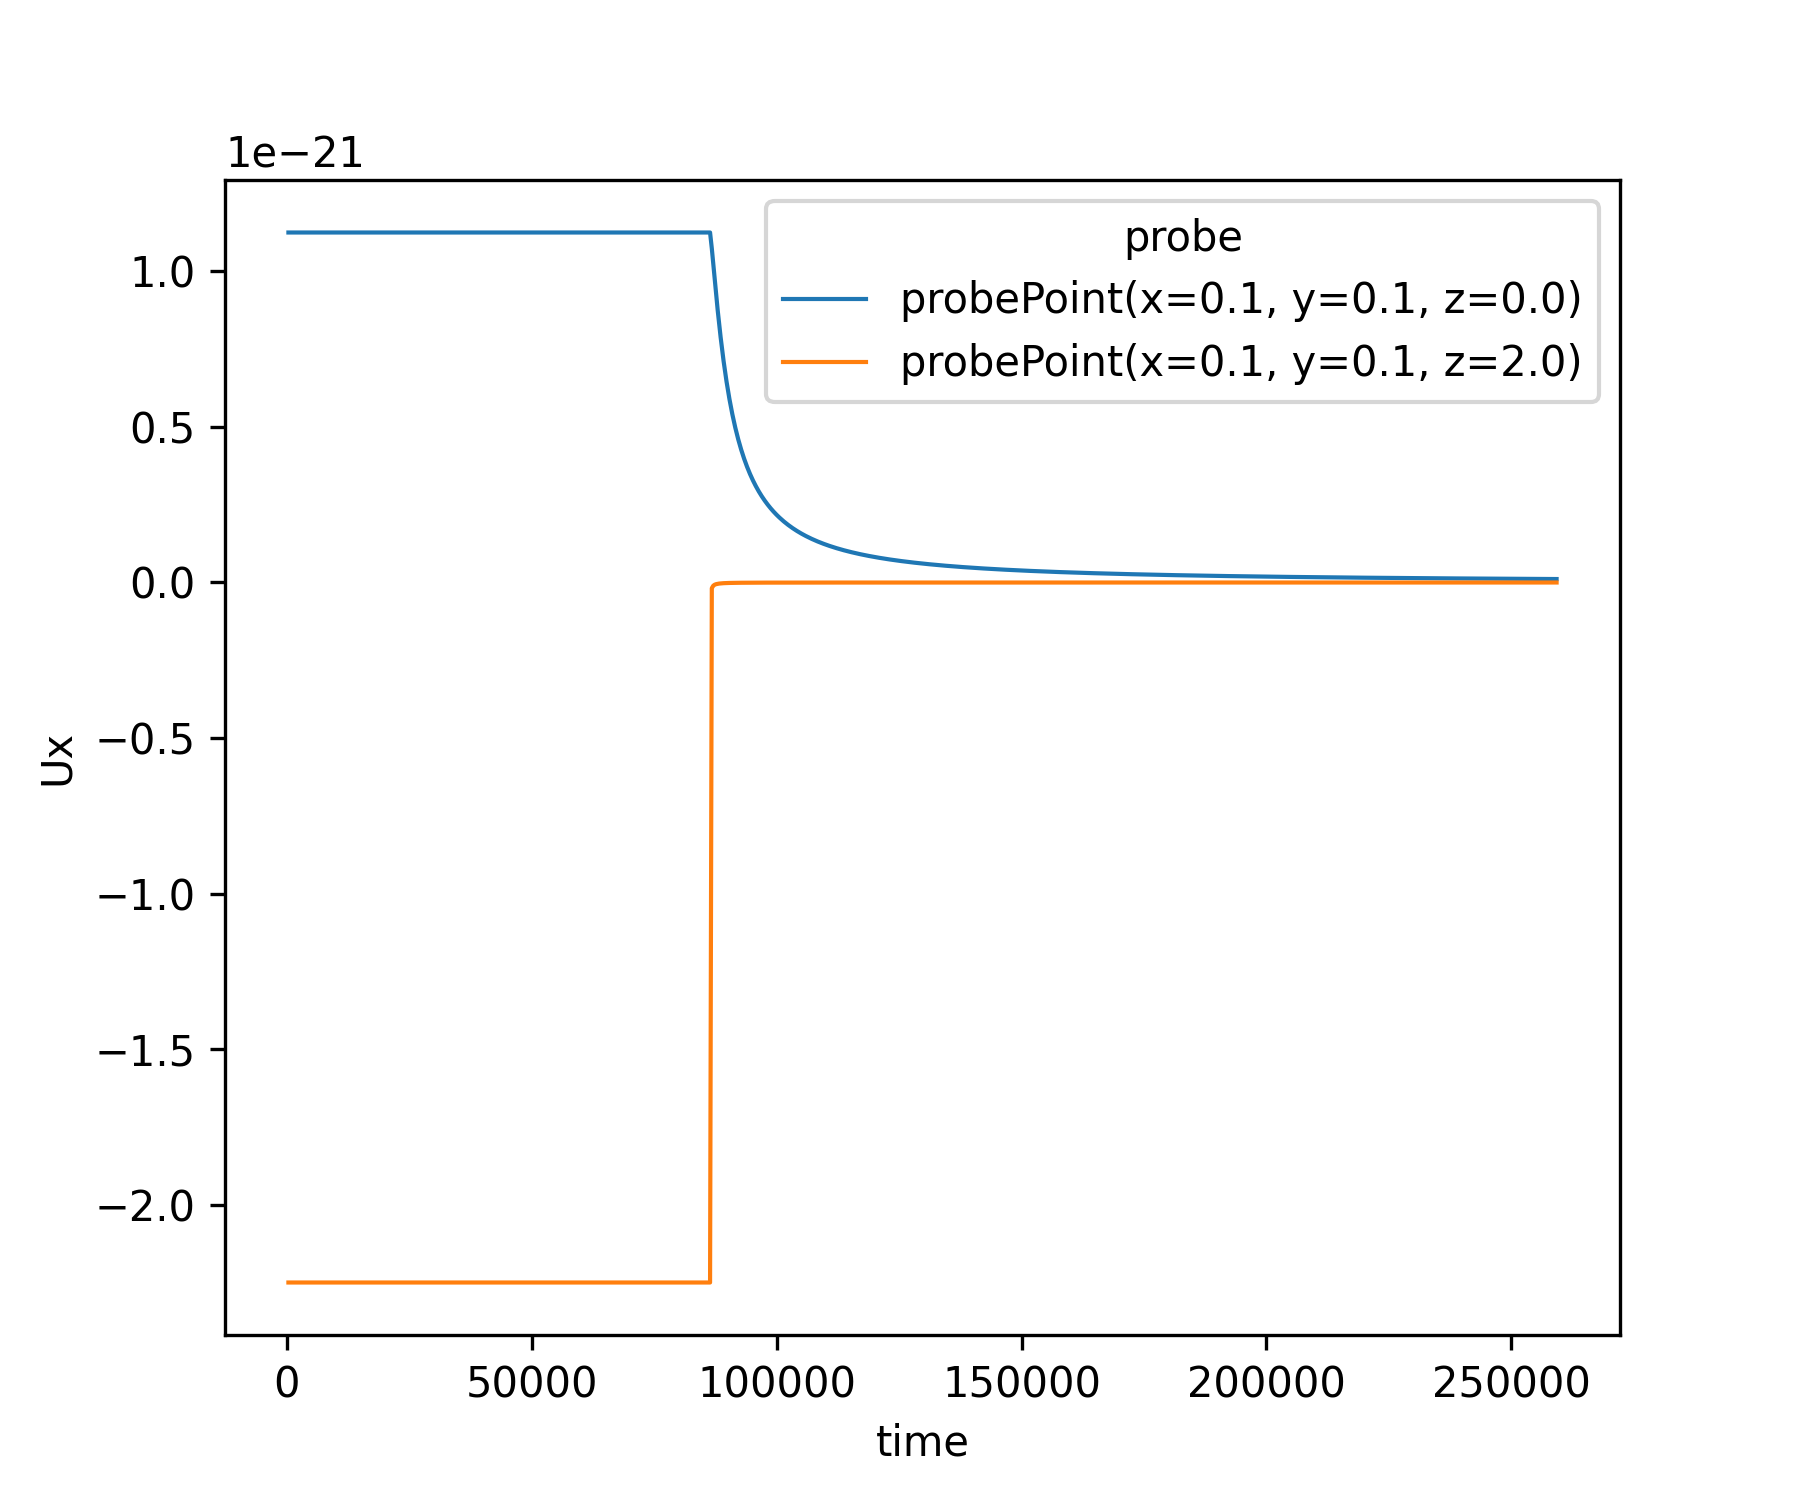 1e−21
1.0
0.5
0.0
−0.5
−1.0
−1.5
−2.0
Ux
probe
probePoint(x=0.1, y=0.1, z=0.0)
probePoint(x=0.1, y=0.1, z=2.0)
0 50000 100000 150000 200000 250000
time